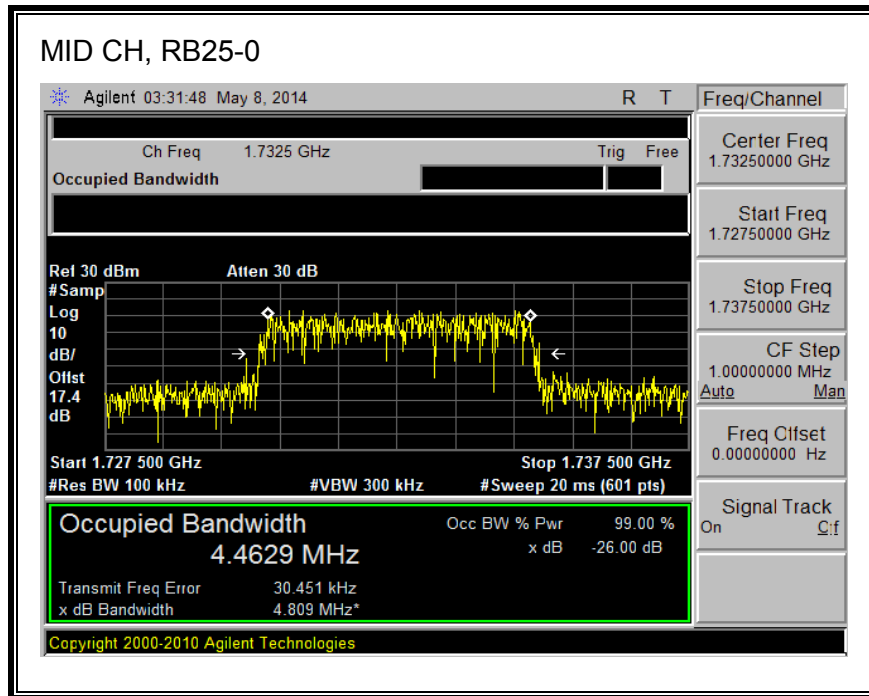 MID CH, RB25-0
Agilent 03:31:48 May 8, 2014 R T
Freq/Channel
Ch Freq 1.7325 GHz Trig Free
Occupied Bandwidth
Center Freq
1.73250000 GHz
Start Freq
1.72750000 GHz
Stop Freq
1.73750000 GHz
CF Step
1.00000000 MHz
Auto Man
Freq Offset
0.00000000 Hz
Signal Track
On Off
Ref 30 dBm Atten 30 dB
#Samp
Log
10
dB/
Offst
17.4
dB
Start 1.727 500 GHz Stop 1.737 500 GHz
#Res BW 100 kHz #VBW 300 kHz #Sweep 20 ms (601 pts)
Occupied Bandwidth
4.4629 MHz
Occ BW % Pwr 99.00 %
x dB -26.00 dB
Transmit Freq Error 30.451 kHz
x dB Bandwidth 4.809 MHz*
Copyright 2000-2010 Agilent Technologies